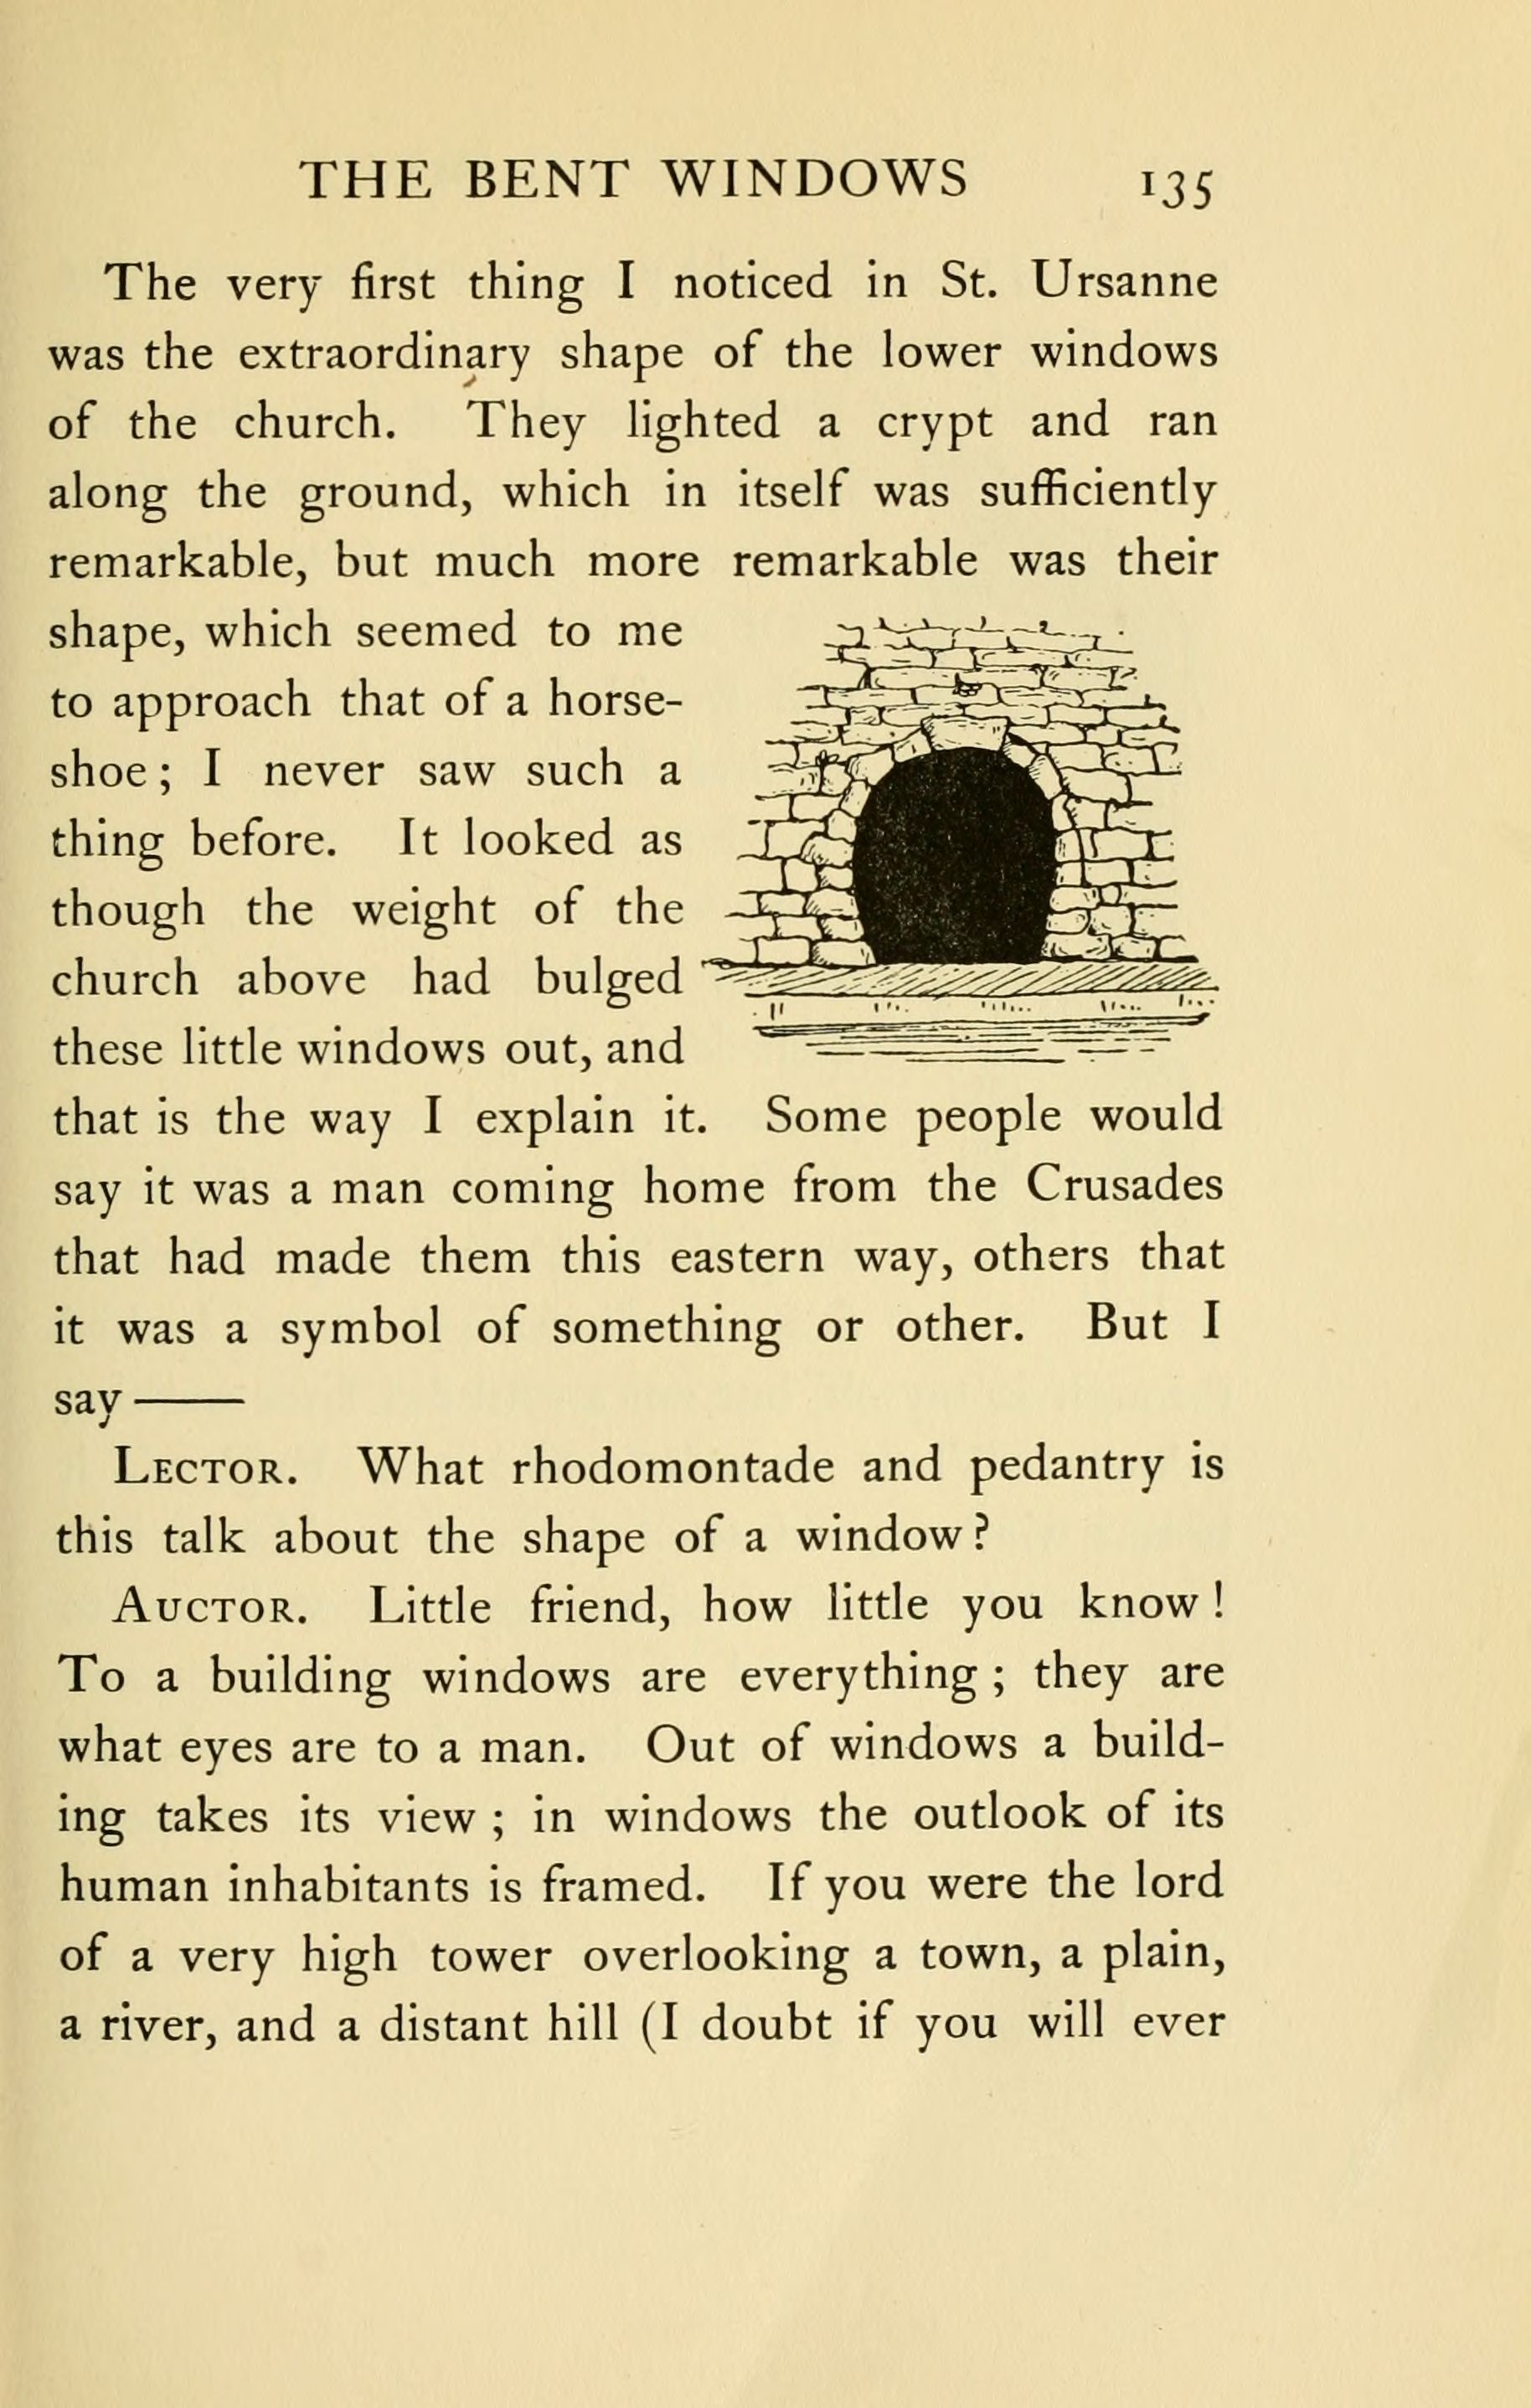 THE BENT WINDOWS 135
The very first thing I noticed in St. Ursanne
was the extraordinary shape of the lower windows
of the church. They lighted a crypt and ran
along the ground, which in itself was sufficiently
remarkable, but much more remarkable was their
shape, which seemed to me
to approach that of a horse-
shoe; I never saw such a
thing before. It looked as
though the weight of the
church above had bulged
these little windows out, and
that is the way I explain it. Some people would
say it was a man coming home from the Crusades
that had made them this eastern way, others that
it was a symbol of something or other. But I
say——
LECTOR. What rhodomontade and pedantry is
this talk about the shape of a window?
AUCTOR. Little friend, how little you know!
To a building windows are everything; they are
what eyes are to a man. Out of windows a build-
ing takes its view; in windows the outlook of its
human inhabitants is framed. If you were the lord
of a very high tower overlooking a town, a plain,
a river, and a distant hill (I doubt if you will ever